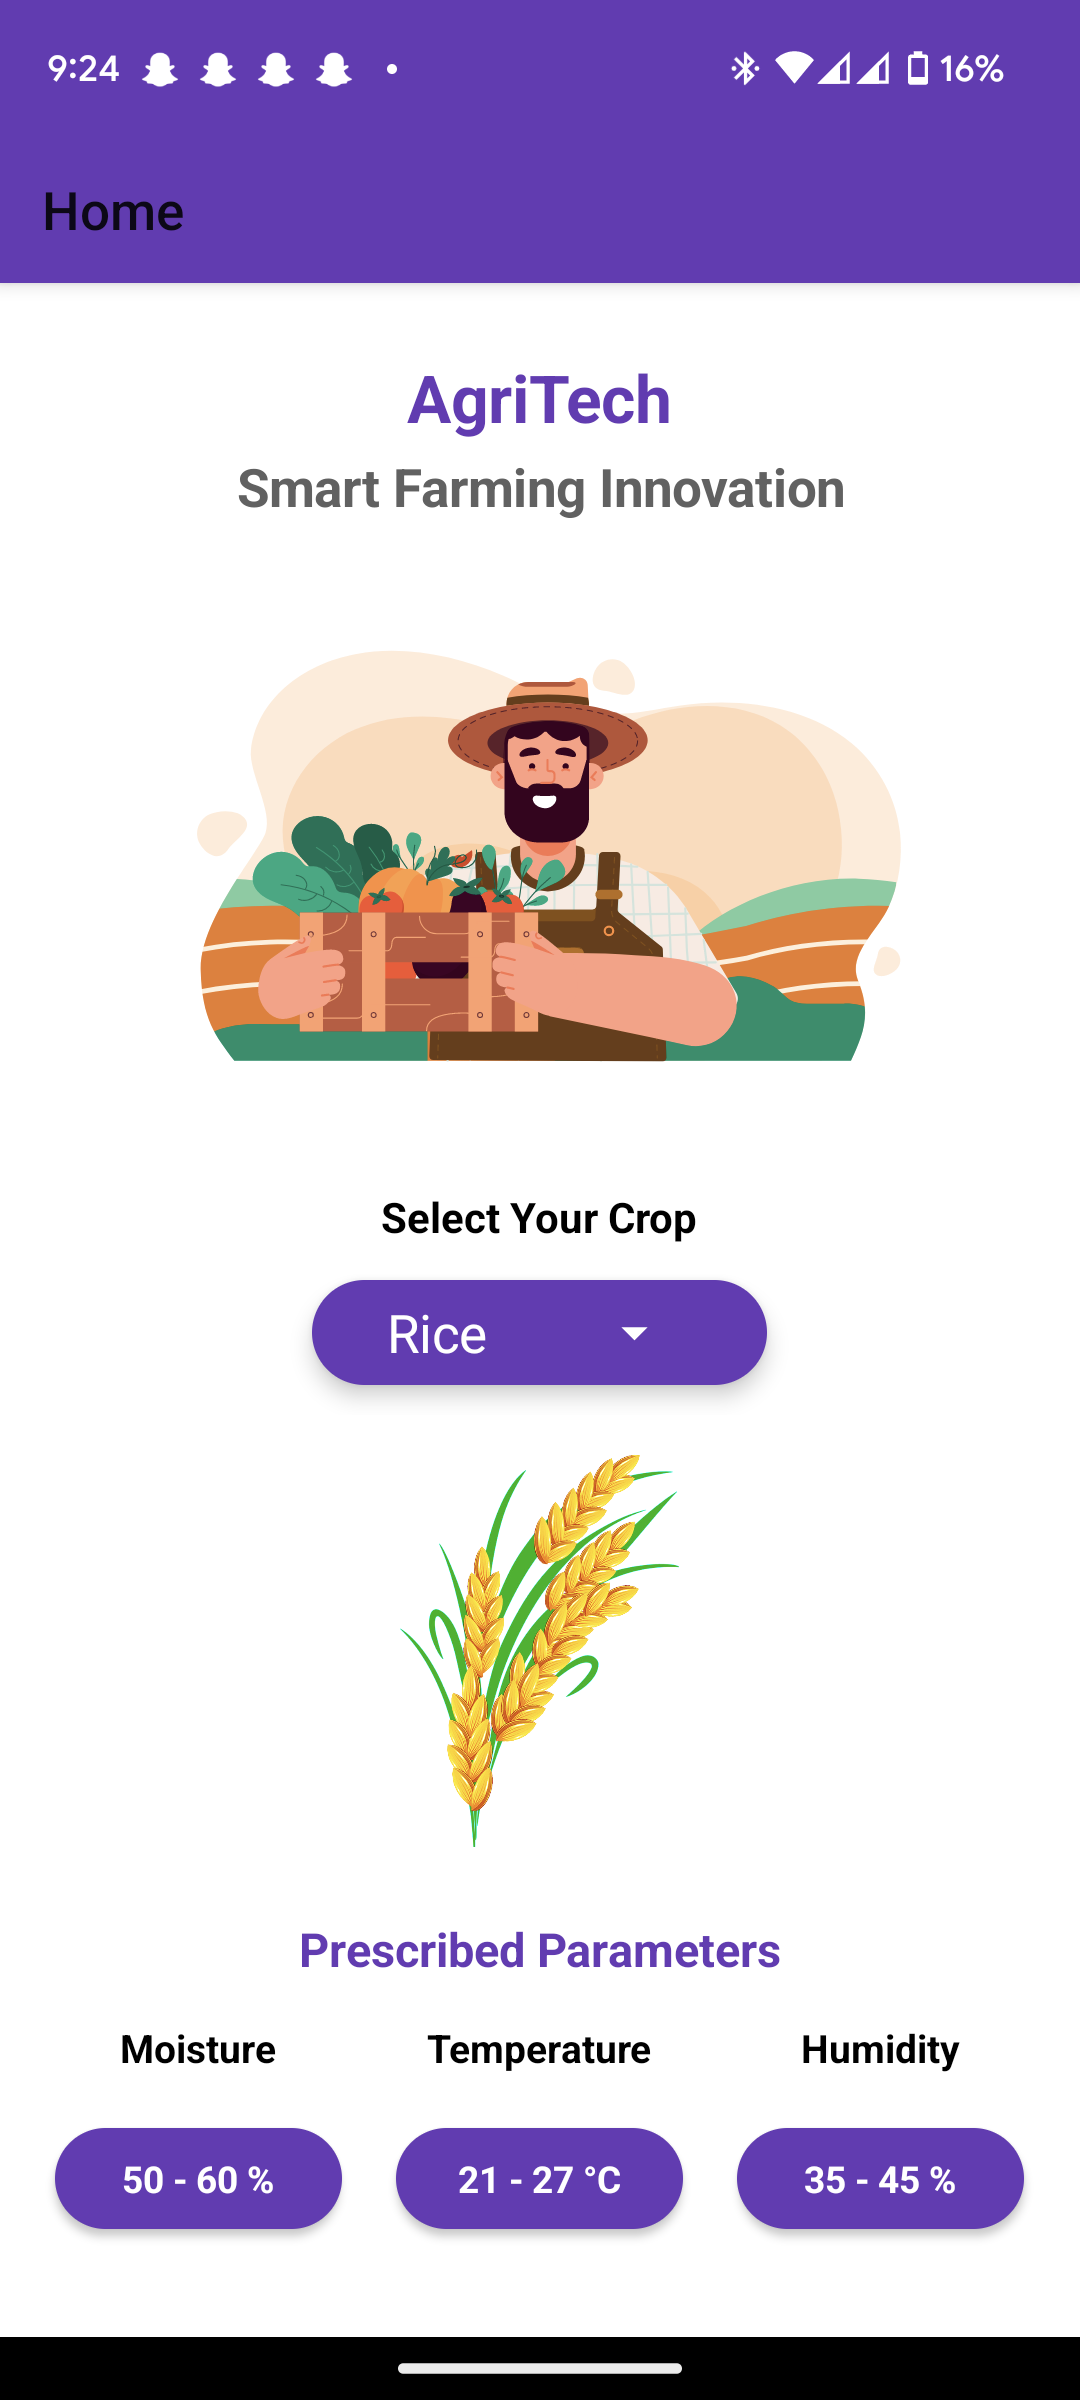 9:24 16%
Home
AgriTech
Smart Farming Innovation
Select Your Crop
Rice
Prescribed Parameters
Moisture Temperature Humidity
50 - 60 % 21 - 27 °C 35 - 45 %